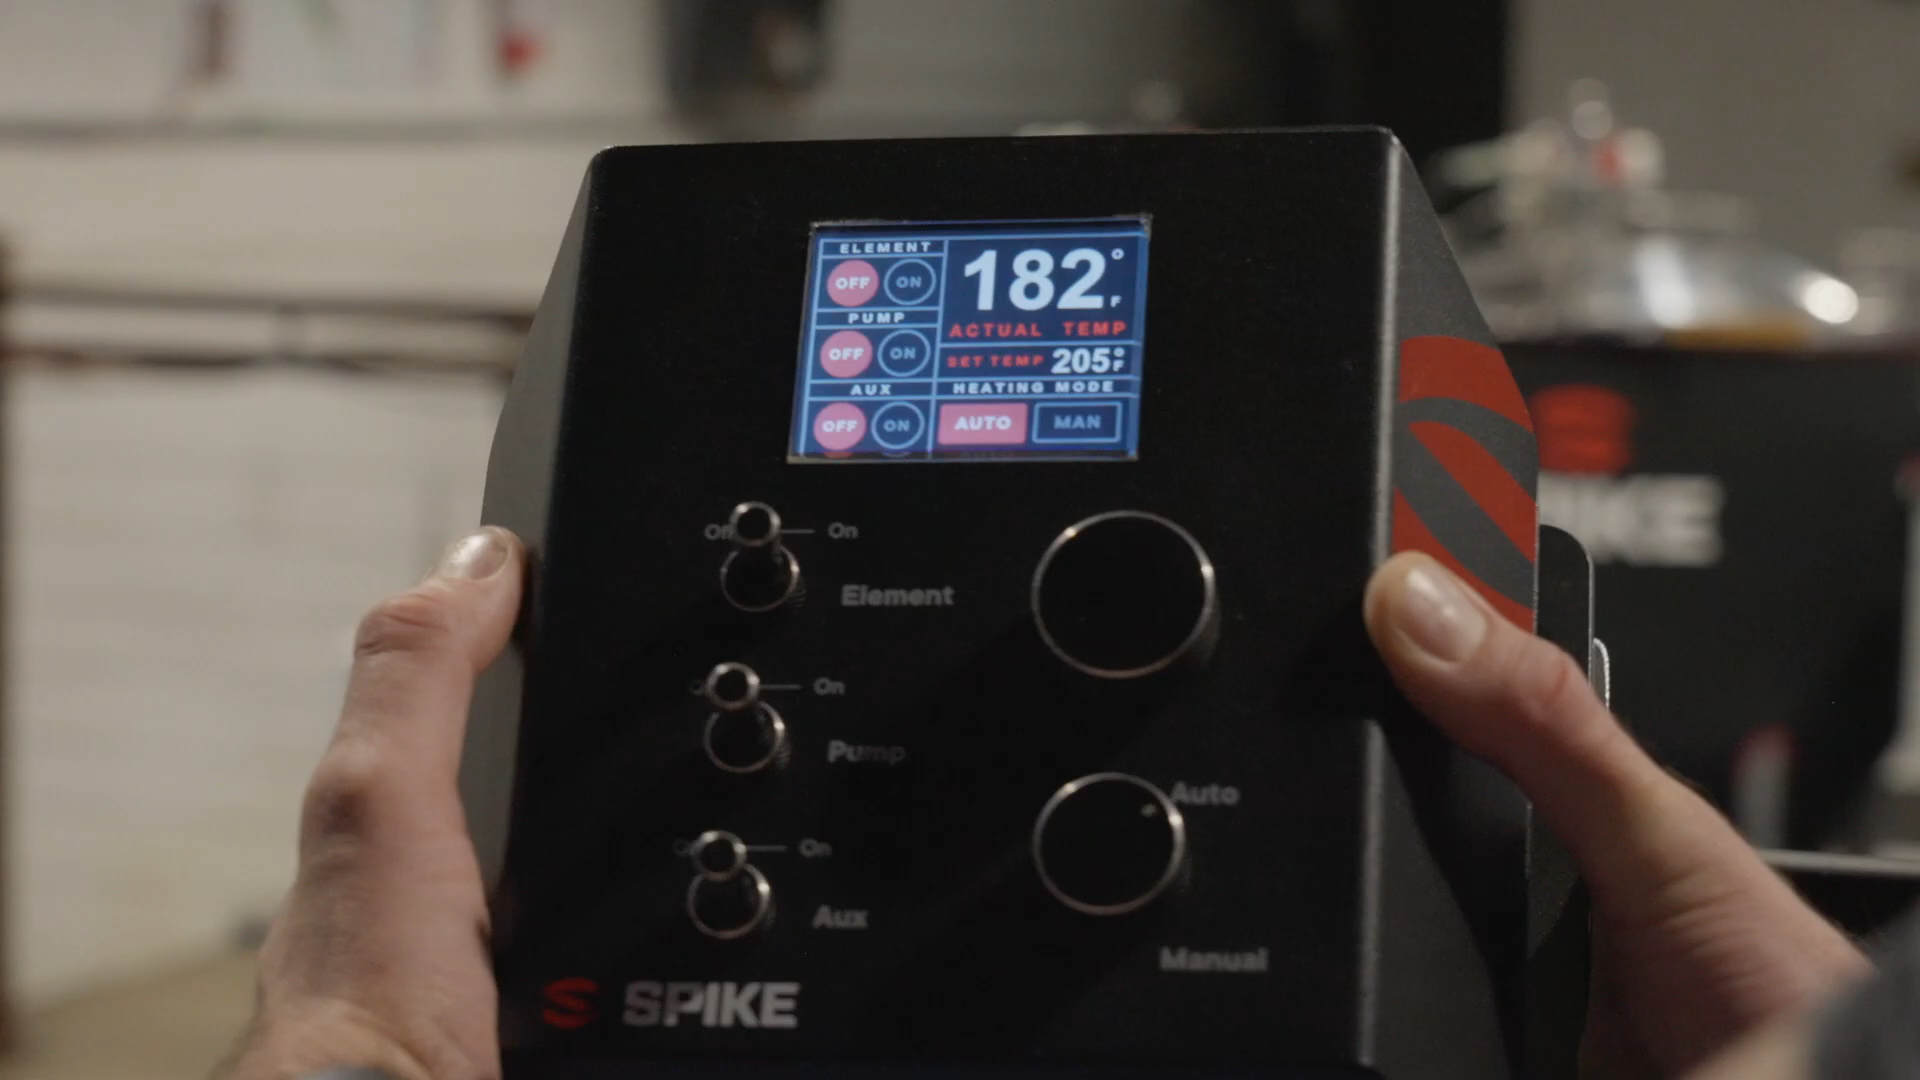 ELEMENT
OFF ON
PUMP
OFF ON
AUX
OFF ON
182°F
ACTUAL TEMP
SET TEMP 205°F
HEATING MODE
AUTO MAN
On
Element
On
Pump
On
Aux
Auto
Manual
SPIKE